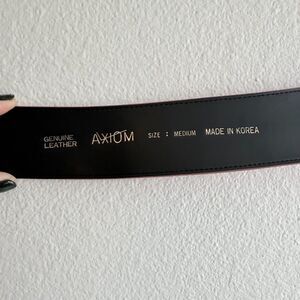 GENUINE
LEATHER
AXIOM
SIZE : MEDIUM
MADE IN KOREA